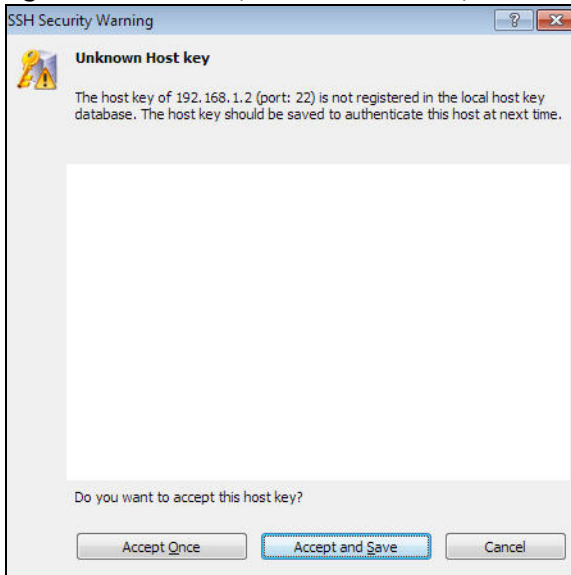 SSH Security Warning
Unknown Host key
The host key of 192.168.1.2 (port: 22) is not registered in the local host key
database. The host key should be saved to authenticate this host at next time.
Do you want to accept this host key?
Accept Once Accept and Save Cancel